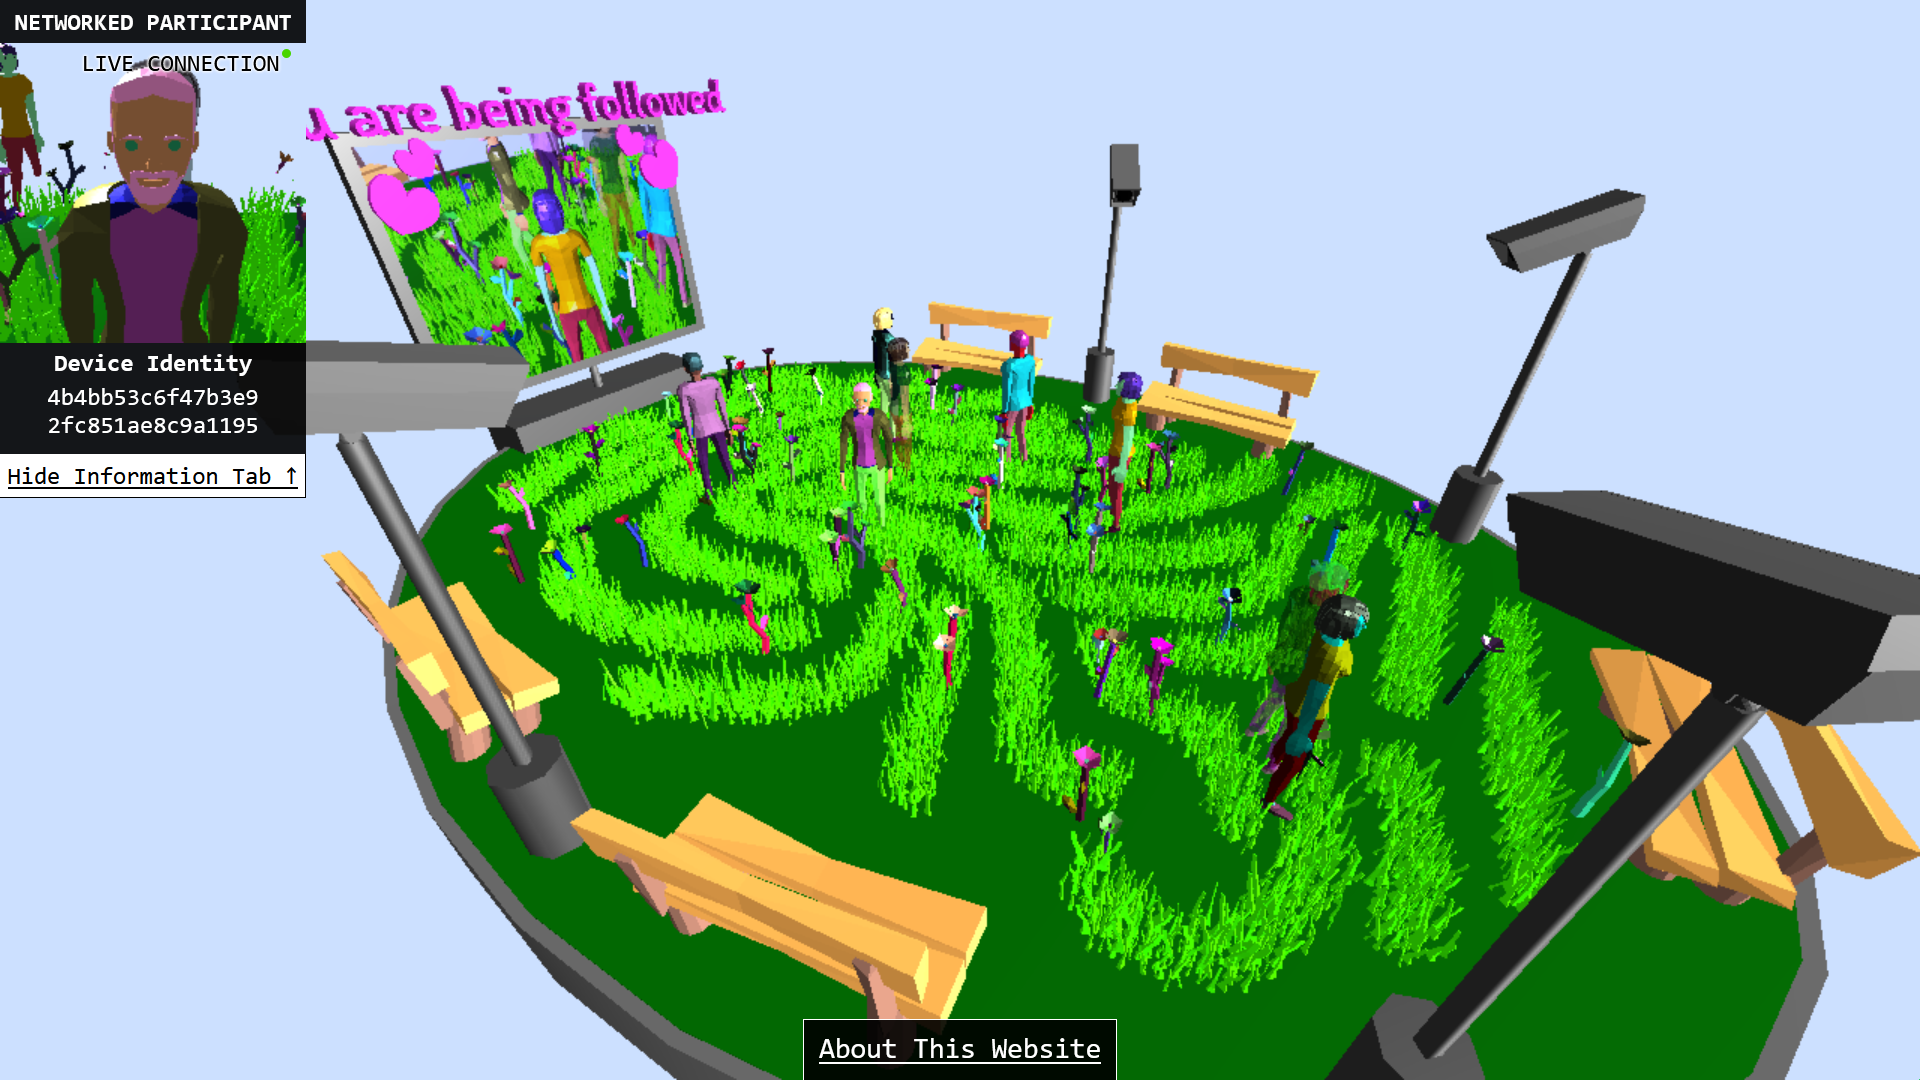 NETWORKED PARTICIPANT
LIVE CONNECTION
are being followed
Device Identity
4b4bb53c6f47b3e9
2fc851ae8c9a1195
Hide Information Tab ↑
About This Website